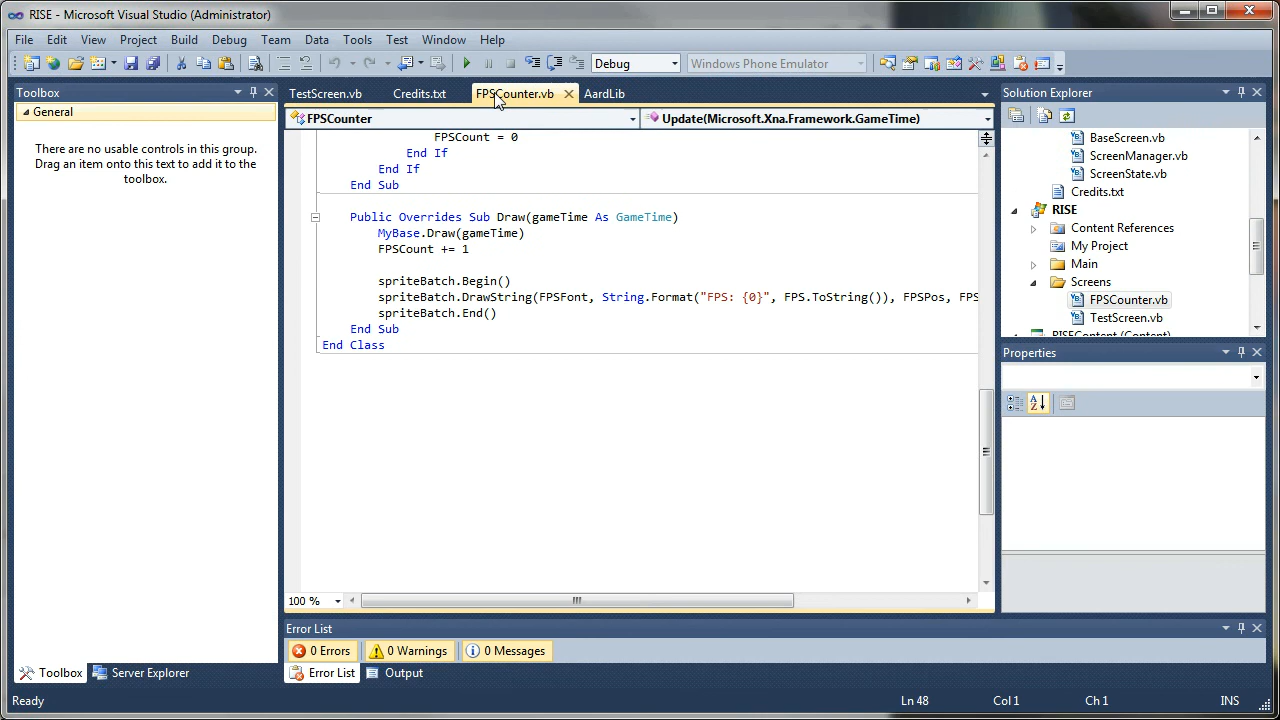 RISE - Microsoft Visual Studio (Administrator)
File Edit View Project Build Debug Team Data Tools Test Window Help
Debug Windows Phone Emulator
Toolbox
General
There are no usable controls in this group.
Drag an item onto this text to add it to the
toolbox.
Toolbox Server Explorer
TestScreen.vb Credits.txt FPSCounter.vb AardLib
FPSCounter Update(Microsoft.Xna.Framework.GameTime)
FPSCount = 0
End If
End If
End Sub
Public Overrides Sub Draw(gameTime As GameTime)
MyBase.Draw(gameTime)
FPSCount += 1
spriteBatch.Begin()
spriteBatch.DrawString(FPSFont, String.Format("FPS: {0}", FPS.ToString()), FPSPos, FPS
spriteBatch.End()
End Sub
End Class
100 %
Error List
0 Errors 0 Warnings 0 Messages
Error List Output
Solution Explorer
BaseScreen.vb
ScreenManager.vb
ScreenState.vb
Credits.txt
RISE
Content References
My Project
Main
Screens
FPSCounter.vb
TestScreen.vb
RISEContent (Content)
Properties
Ready Ln 48 Col 1 Ch 1 INS